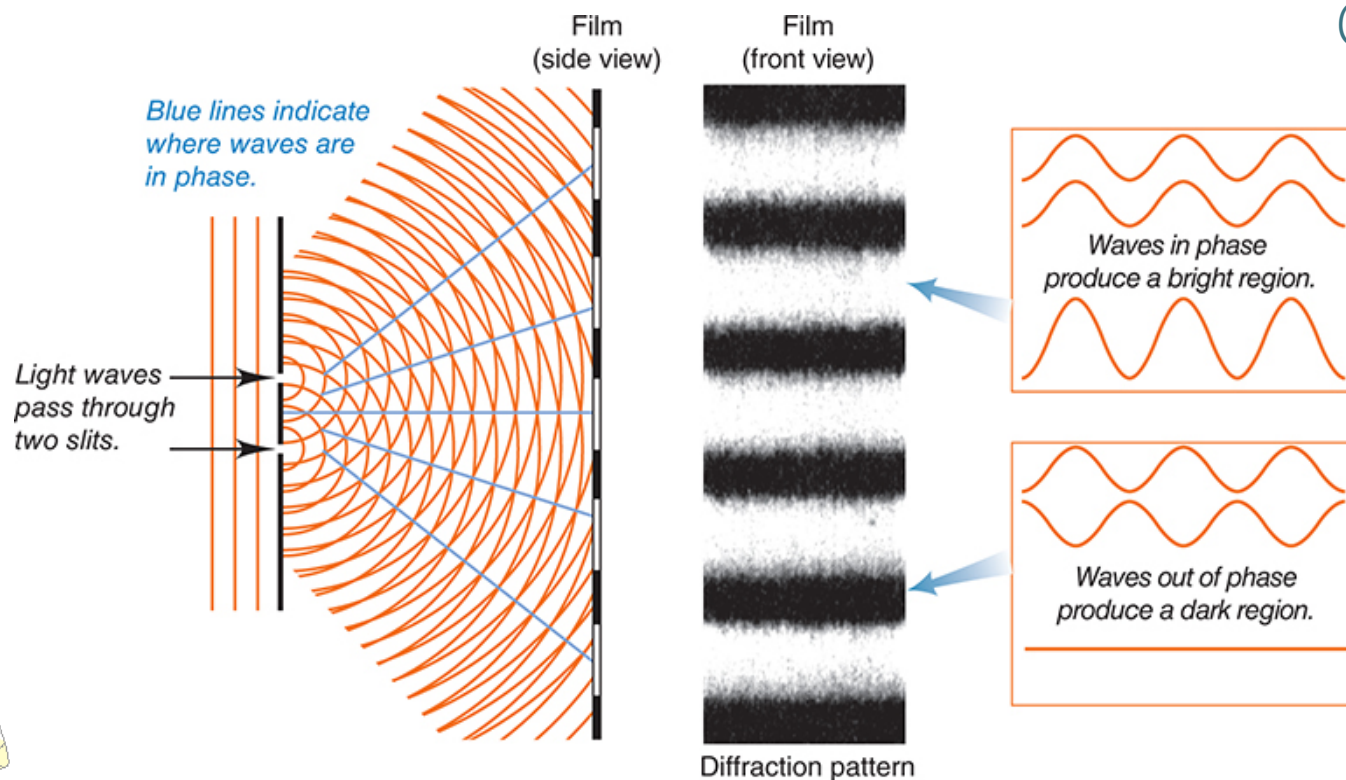 Film
(side view)
Film
(front view)
Blue lines indicate
where waves are
in phase.
Light waves
pass through
two slits.
Waves in phase
produce a bright region.
Waves out of phase
produce a dark region.
Diffraction pattern